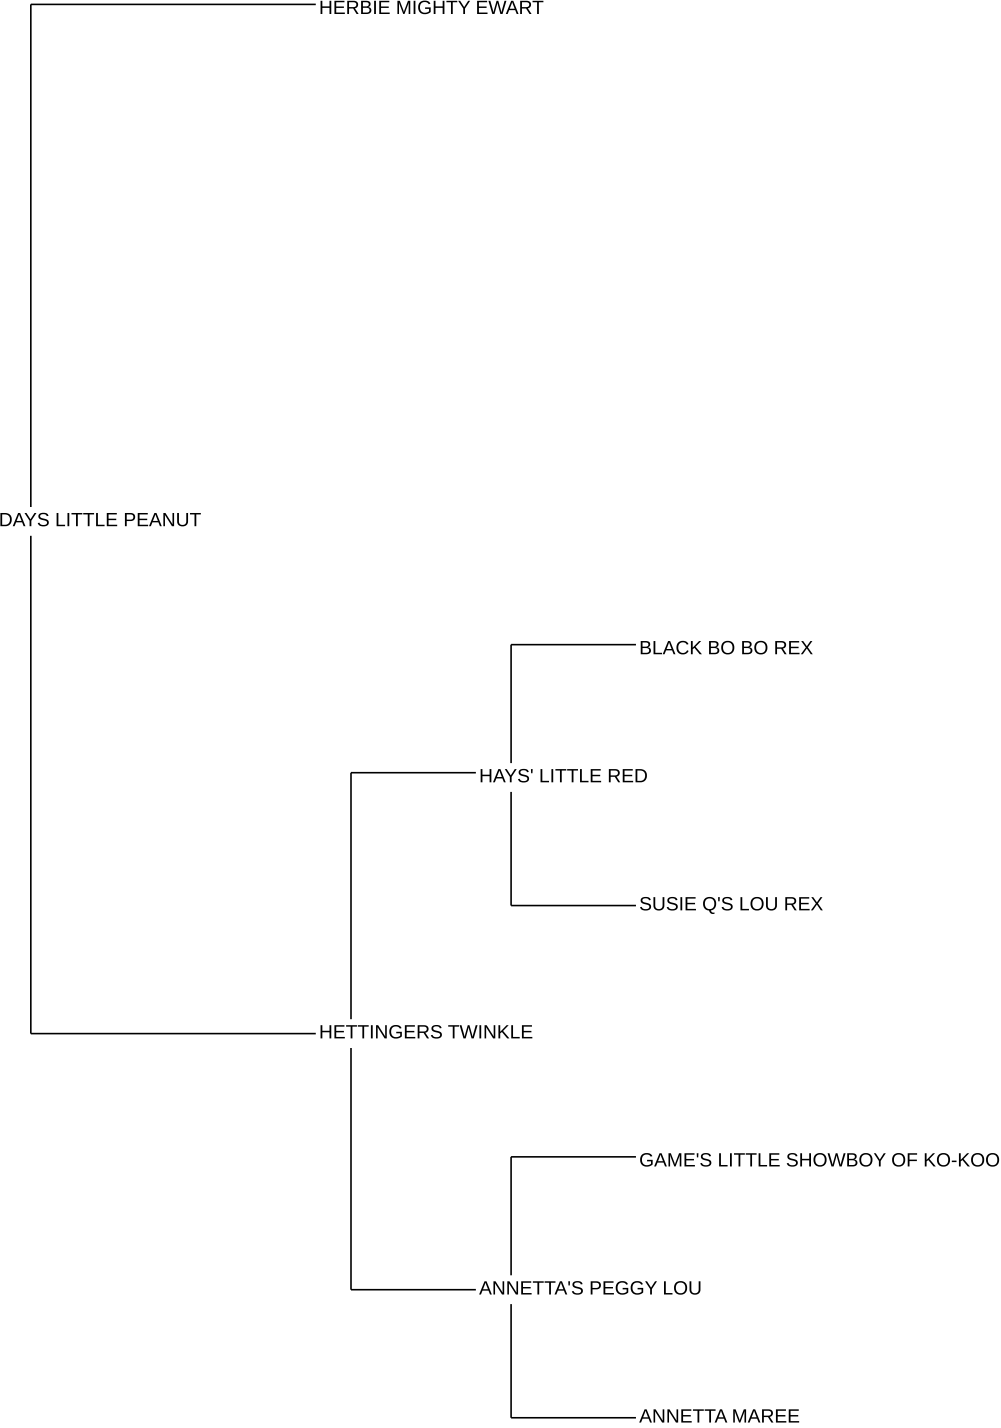 HERBIE MIGHTY EWART
DAYS LITTLE PEANUT
BLACK BO BO REX
HAYS' LITTLE RED
SUSIE Q'S LOU REX
HETTINGERS TWINKLE
GAME'S LITTLE SHOWBOY OF KO-KOO
ANNETTA'S PEGGY LOU
ANNETTA MAREE